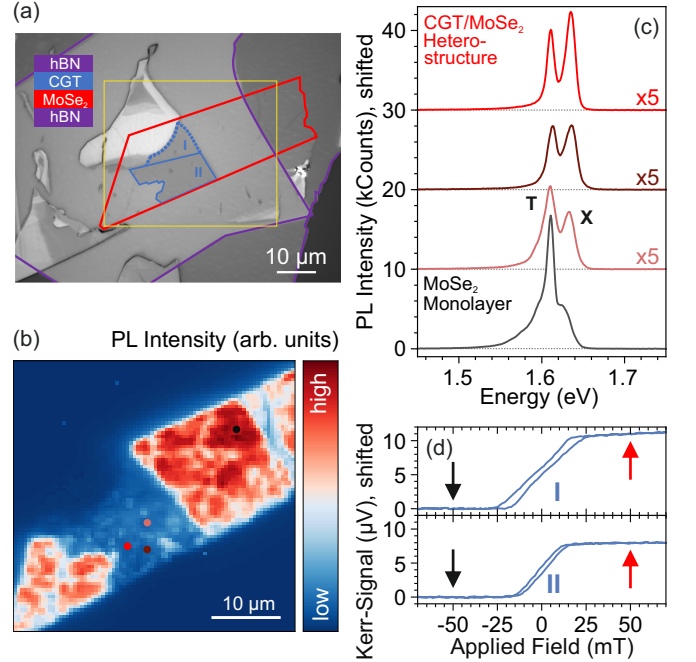 (a)
hBN
CGT
MoSe₂
hBN
I
II
10 µm
(b)
PL Intensity (arb. units)
high
low
10 µm
(c)
CGT/MoSe₂
Hetero-
structure
x5
x5
x5
T
X
MoSe₂
Monolayer
40
30
20
10
0
PL Intensity (kCounts), shifted
1.5
1.6
1.7
Energy (eV)
(d)
10
5
0
I
10
5
0
II
Kerr-Signal (µV), shifted
-50
-25
0
25
50
Applied Field (mT)